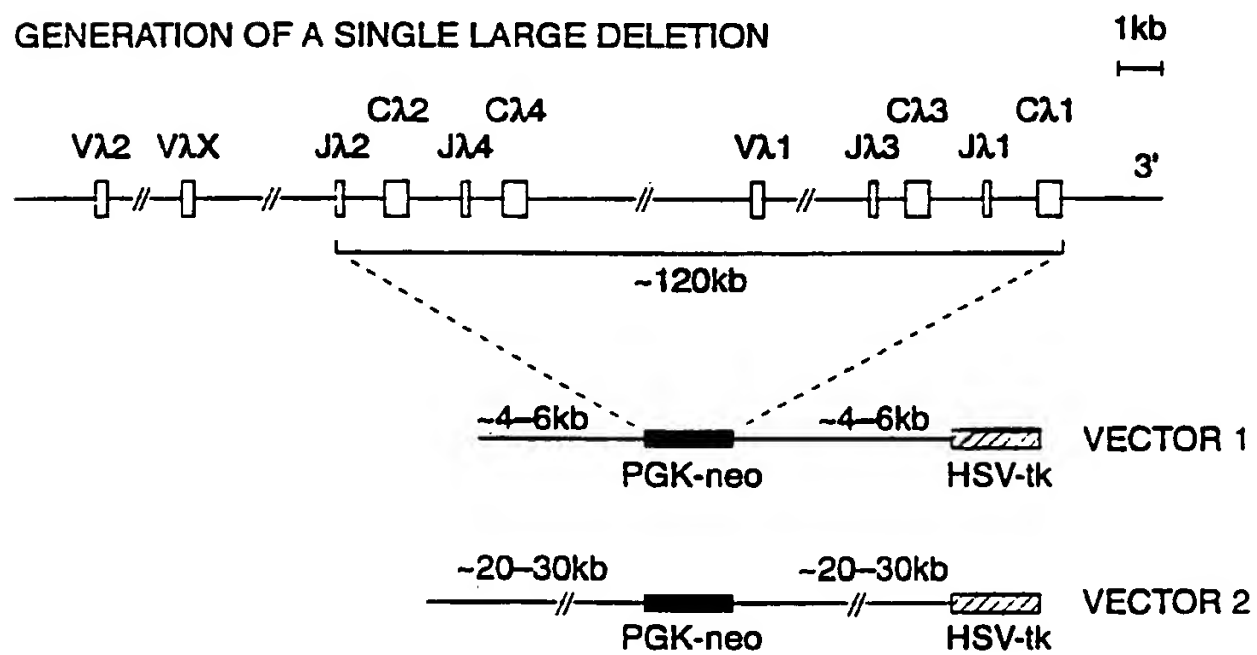 GENERATION OF A SINGLE LARGE DELETION
1kb
Cλ2 Cλ4 Cλ3 Cλ1
Vλ2 VλX Jλ2 Jλ4 Vλ1 Jλ3 Jλ1 3'
~120kb
~4–6kb ~4–6kb VECTOR 1
PGK-neo HSV-tk
~20–30kb ~20–30kb
VECTOR 2
PGK-neo HSV-tk